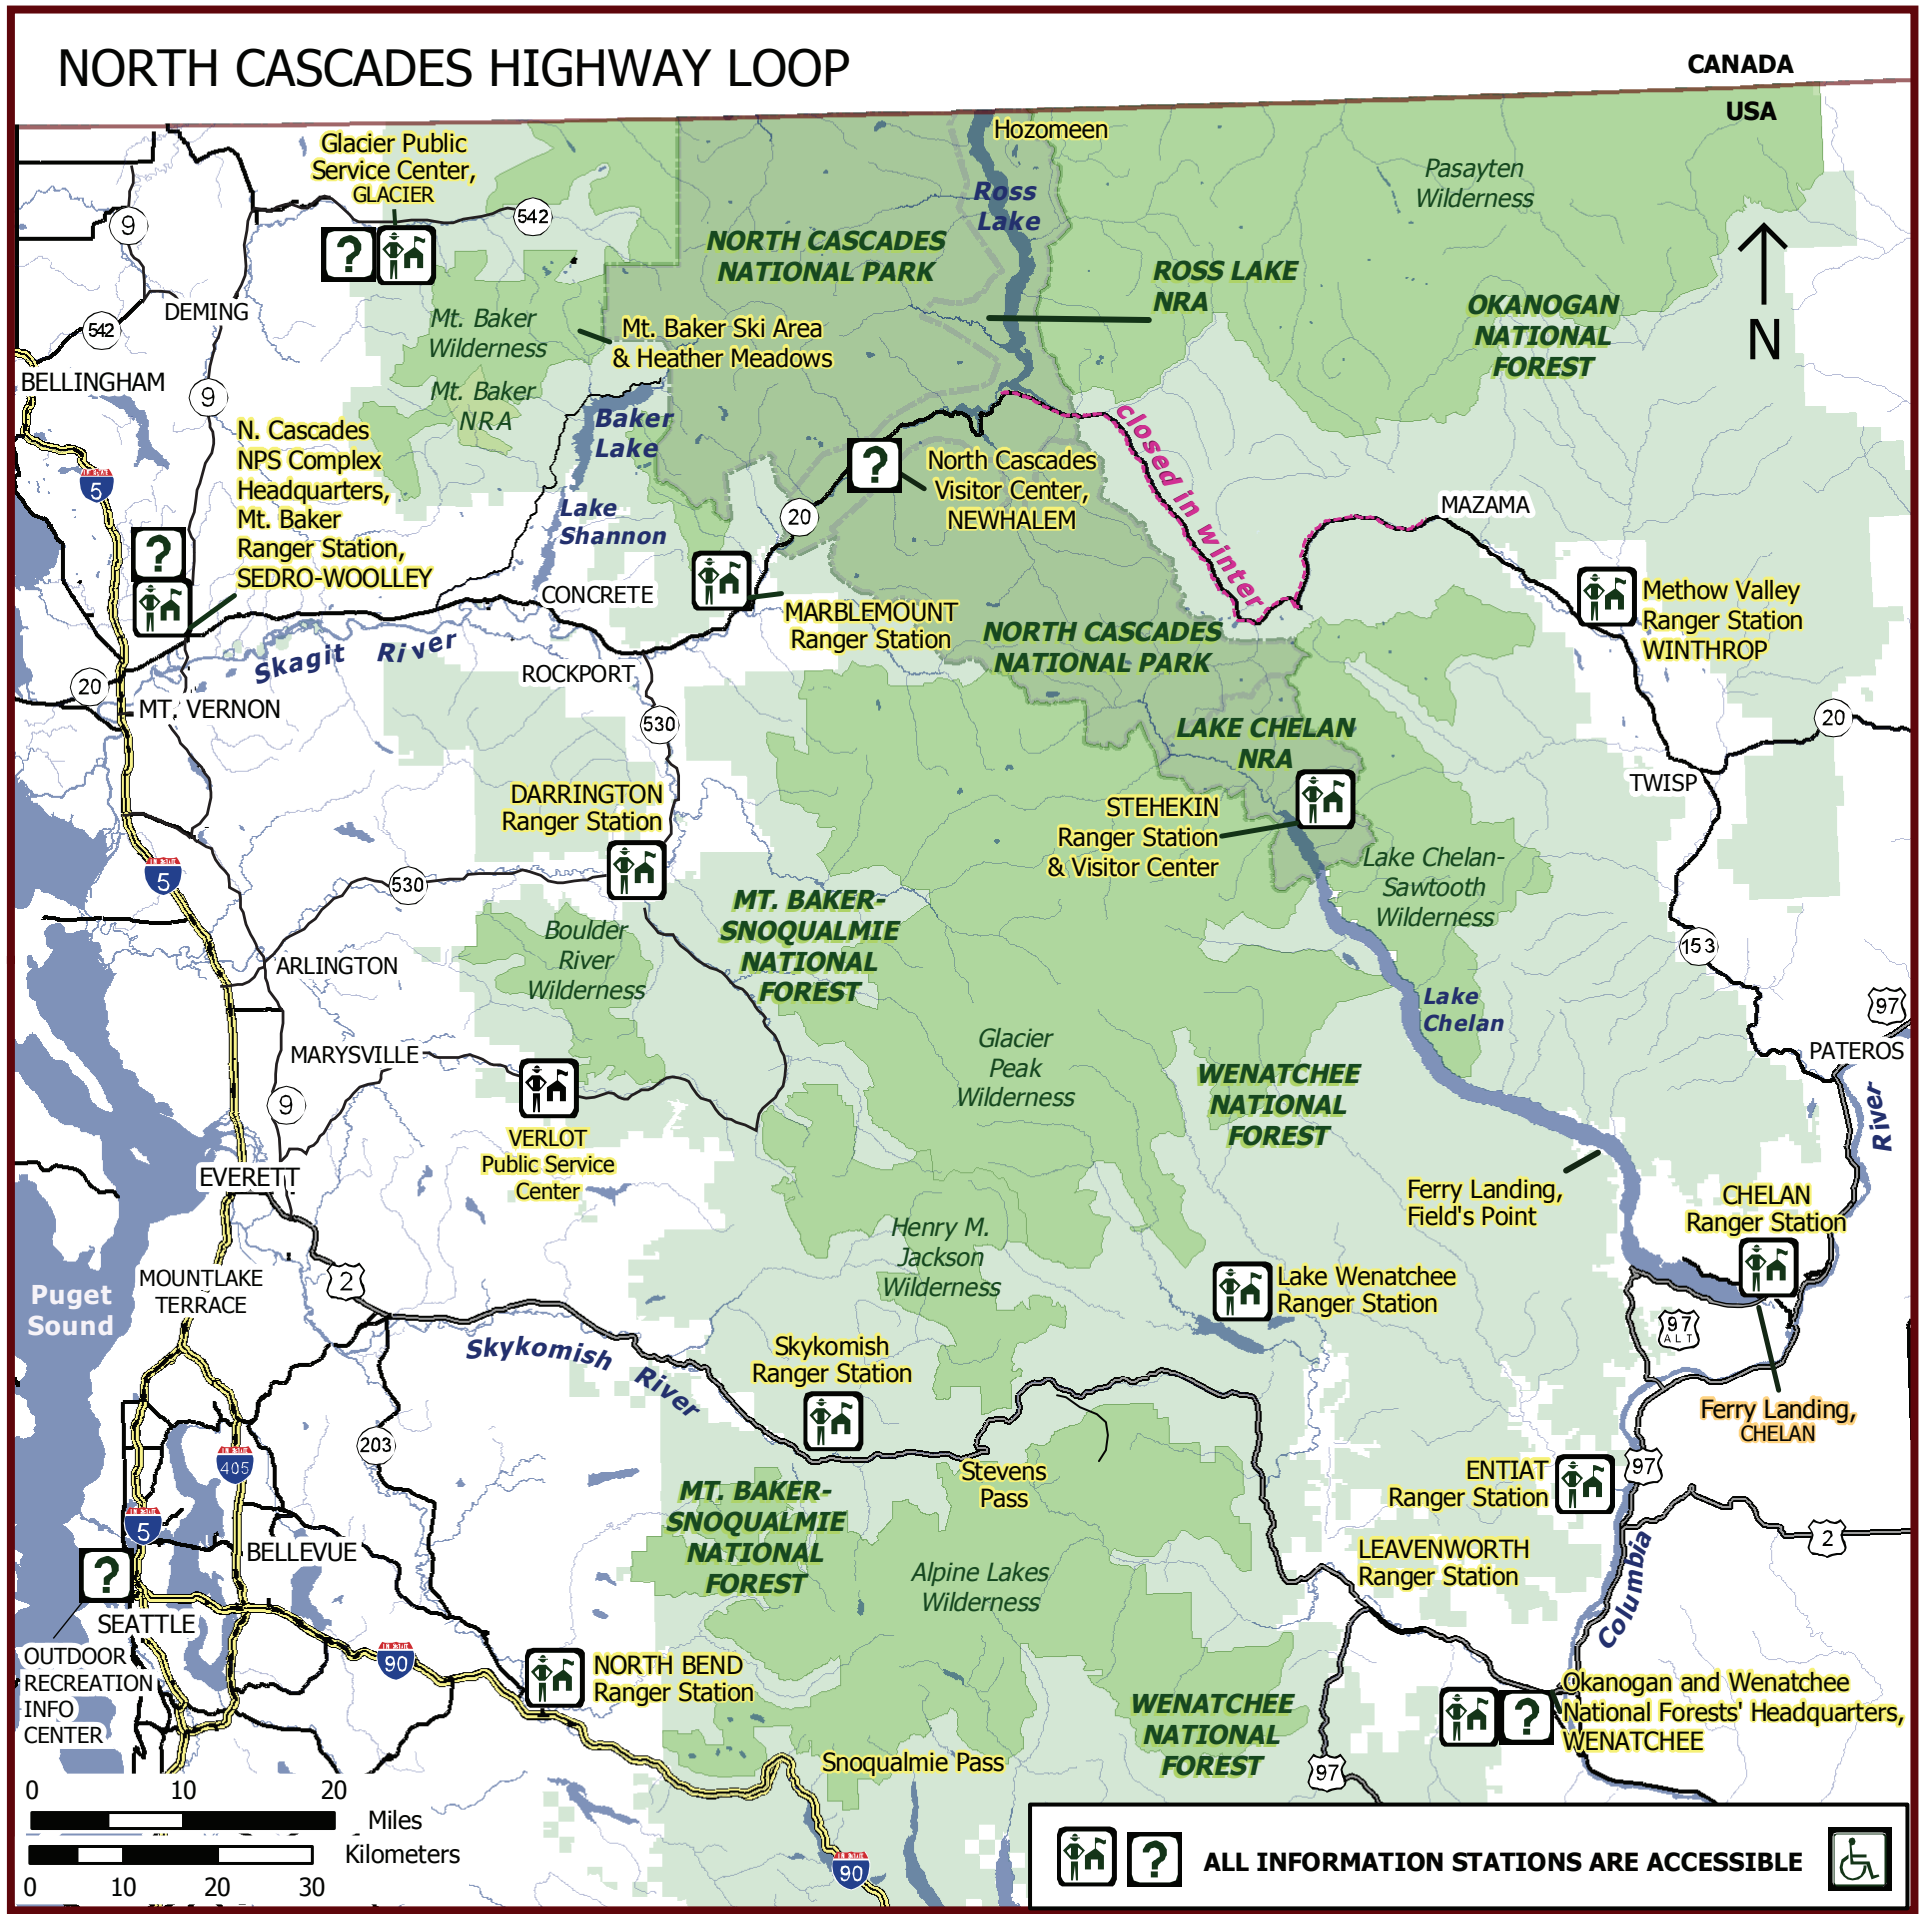 NORTH CASCADES HIGHWAY LOOP
CANADA
USA
Hozomeen
Glacier Public
Service Center,
GLACIER
Pasayten
Wilderness
Ross
Lake
9
542
NORTH CASCADES
NATIONAL PARK
?
ROSS LAKE
NRA
OKANOGAN
NATIONAL
FOREST
N
DEMING
542
Mt. Baker
Wilderness
Mt. Baker Ski Area
& Heather Meadows
BELLINGHAM
9
Mt. Baker
NRA
Baker
Lake
closed in winter
N. Cascades
NPS Complex
Headquarters,
Mt. Baker
Ranger Station,
SEDRO-WOOLLEY
5
?
?
North Cascades
Visitor Center,
NEWHALEM
Lake
Shannon
20
MAZAMA
CONCRETE
MARBLEMOUNT
Ranger Station
Methow Valley
Ranger Station
WINTHROP
Skagit River
NORTH CASCADES
NATIONAL PARK
ROCKPORT
20
MT. VERNON
530
LAKE CHELAN
NRA
20
TWISP
DARRINGTON
Ranger Station
STEHEKIN
Ranger Station
& Visitor Center
5
530
Lake Chelan-
Sawtooth
Wilderness
MT. BAKER-
SNOQUALMIE
NATIONAL
FOREST
Boulder
River
Wilderness
153
ARLINGTON
Lake
Chelan
97
MARYSVILLE
Glacier
Peak
Wilderness
PATEROS
WENATCHEE
NATIONAL
FOREST
9
River
VERLOT
Public Service
Center
EVERETT
Ferry Landing,
Field's Point
CHELAN
Ranger Station
Henry M.
Jackson
Wilderness
2
MOUNTLAKE
TERRACE
Lake Wenatchee
Ranger Station
Puget
Sound
97
ALT
Skykomish River
Skykomish
Ranger Station
Ferry Landing,
CHELAN
203
405
Stevens
Pass
ENTIAT
Ranger Station
97
MT. BAKER-
SNOQUALMIE
NATIONAL
FOREST
5
2
BELLEVUE
LEAVENWORTH
Ranger Station
?
Alpine Lakes
Wilderness
Columbia
SEATTLE
OUTDOOR
RECREATION
INFO
CENTER
90
NORTH BEND
Ranger Station
WENATCHEE
NATIONAL
FOREST
?
Okanogan and Wenatchee
National Forests' Headquarters,
WENATCHEE
Snoqualmie Pass
97
0 10 20
Miles
Kilometers
0 10 20 30
90
?
ALL INFORMATION STATIONS ARE ACCESSIBLE